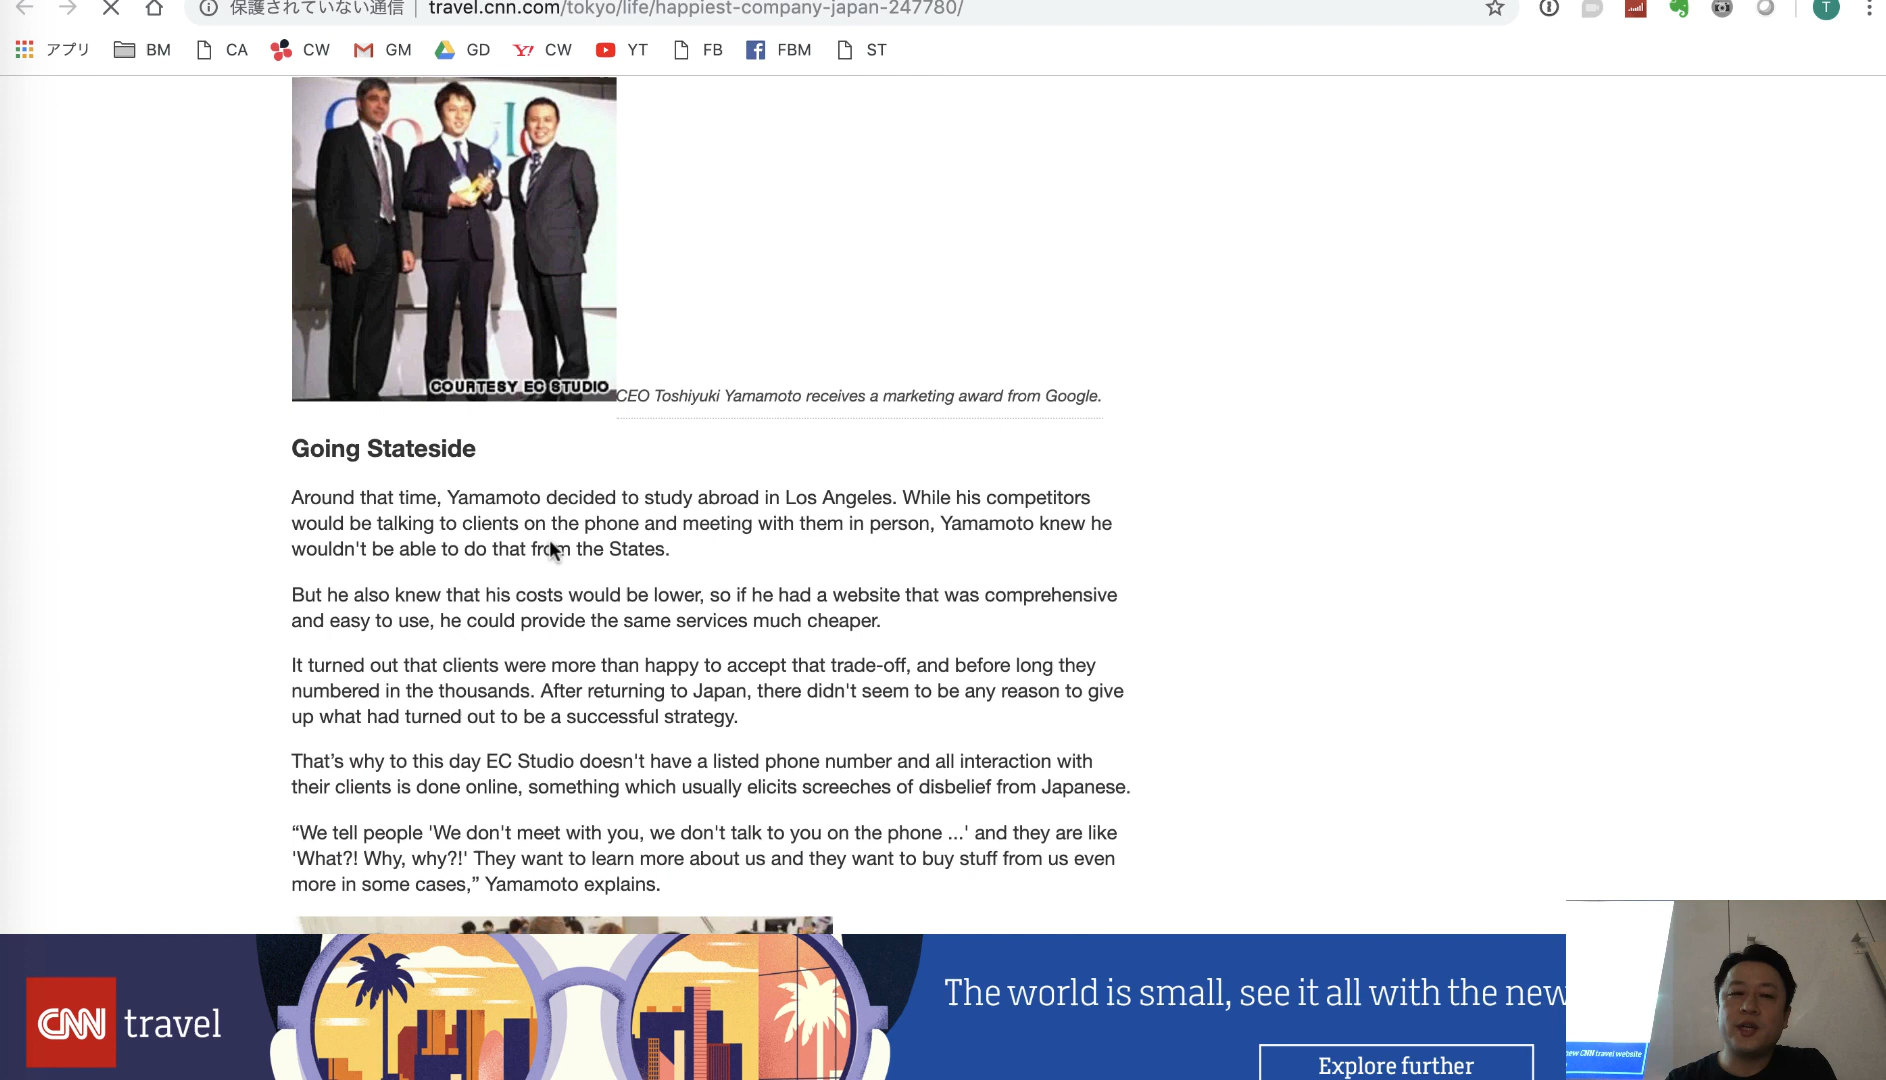 保護されていない通信 | travel.cnn.com/tokyo/life/happiest-company-japan-247780/
T
アプリ BM CA CW GM GD CW YT FB FBM ST
Google
COURTESY EC STUDIO
CEO Toshiyuki Yamamoto receives a marketing award from Google.
Going Stateside
Around that time, Yamamoto decided to study abroad in Los Angeles. While his competitors
would be talking to clients on the phone and meeting with them in person, Yamamoto knew he
wouldn't be able to do that from the States.
But he also knew that his costs would be lower, so if he had a website that was comprehensive
and easy to use, he could provide the same services much cheaper.
It turned out that clients were more than happy to accept that trade-off, and before long they
numbered in the thousands. After returning to Japan, there didn't seem to be any reason to give
up what had turned out to be a successful strategy.
That’s why to this day EC Studio doesn't have a listed phone number and all interaction with
their clients is done online, something which usually elicits screeches of disbelief from Japanese.
“We tell people 'We don't meet with you, we don't talk to you on the phone ...' and they are like
'What?! Why, why?!' They want to learn more about us and they want to buy stuff from us even
more in some cases,” Yamamoto explains.
CNN travel
The world is small, see it all with the new
Explore further
new CNN travel website